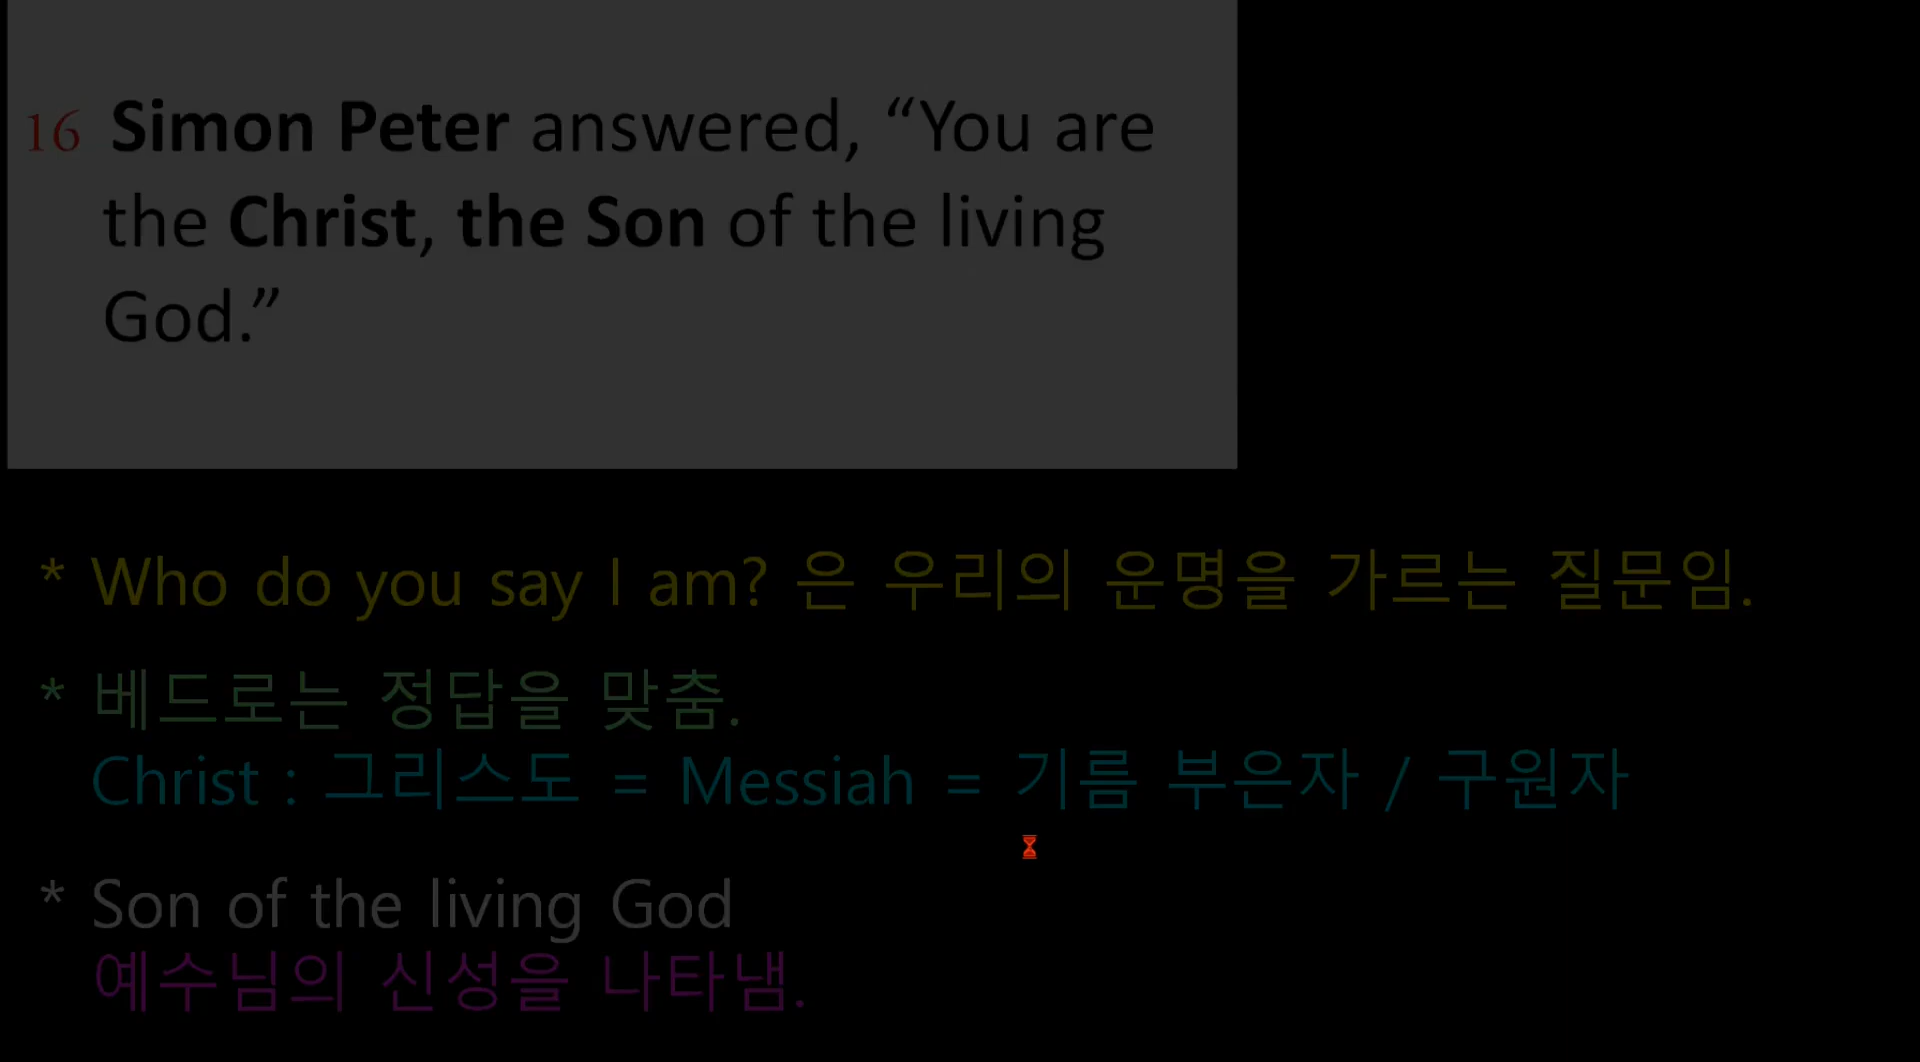 16 Simon Peter answered, “You are
the Christ, the Son of the living
God.”
* Who do you say I am? 은 우리의 운명을 가르는 질문임.
* 베드로는 정답을 맞춤.
Christ : 그리스도 = Messiah = 기름 부은자 / 구원자
* Son of the living God
예수님의 신성을 나타냄.